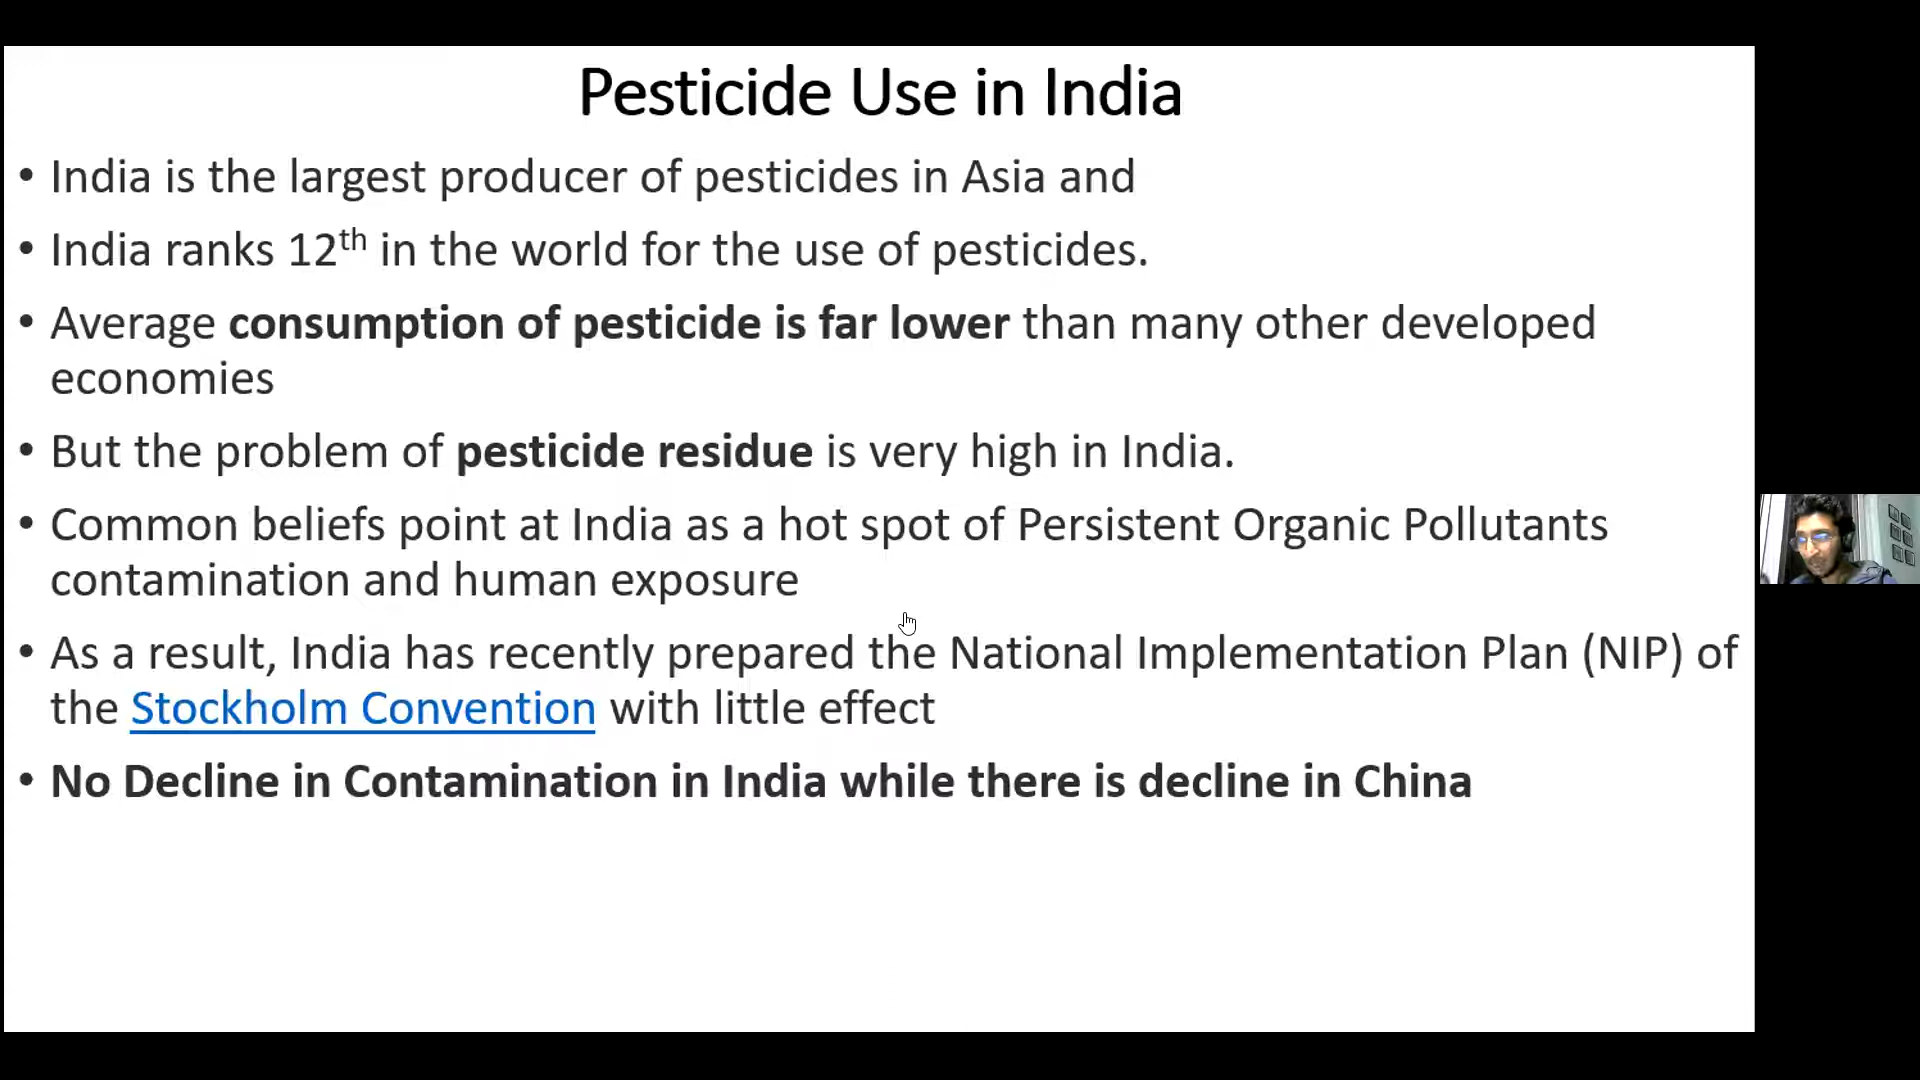 Pesticide Use in India
• India is the largest producer of pesticides in Asia and
• India ranks 12th in the world for the use of pesticides.
• Average consumption of pesticide is far lower than many other developed
economies
• But the problem of pesticide residue is very high in India.
• Common beliefs point at India as a hot spot of Persistent Organic Pollutants
contamination and human exposure
• As a result, India has recently prepared the National Implementation Plan (NIP) of
the Stockholm Convention with little effect
• No Decline in Contamination in India while there is decline in China